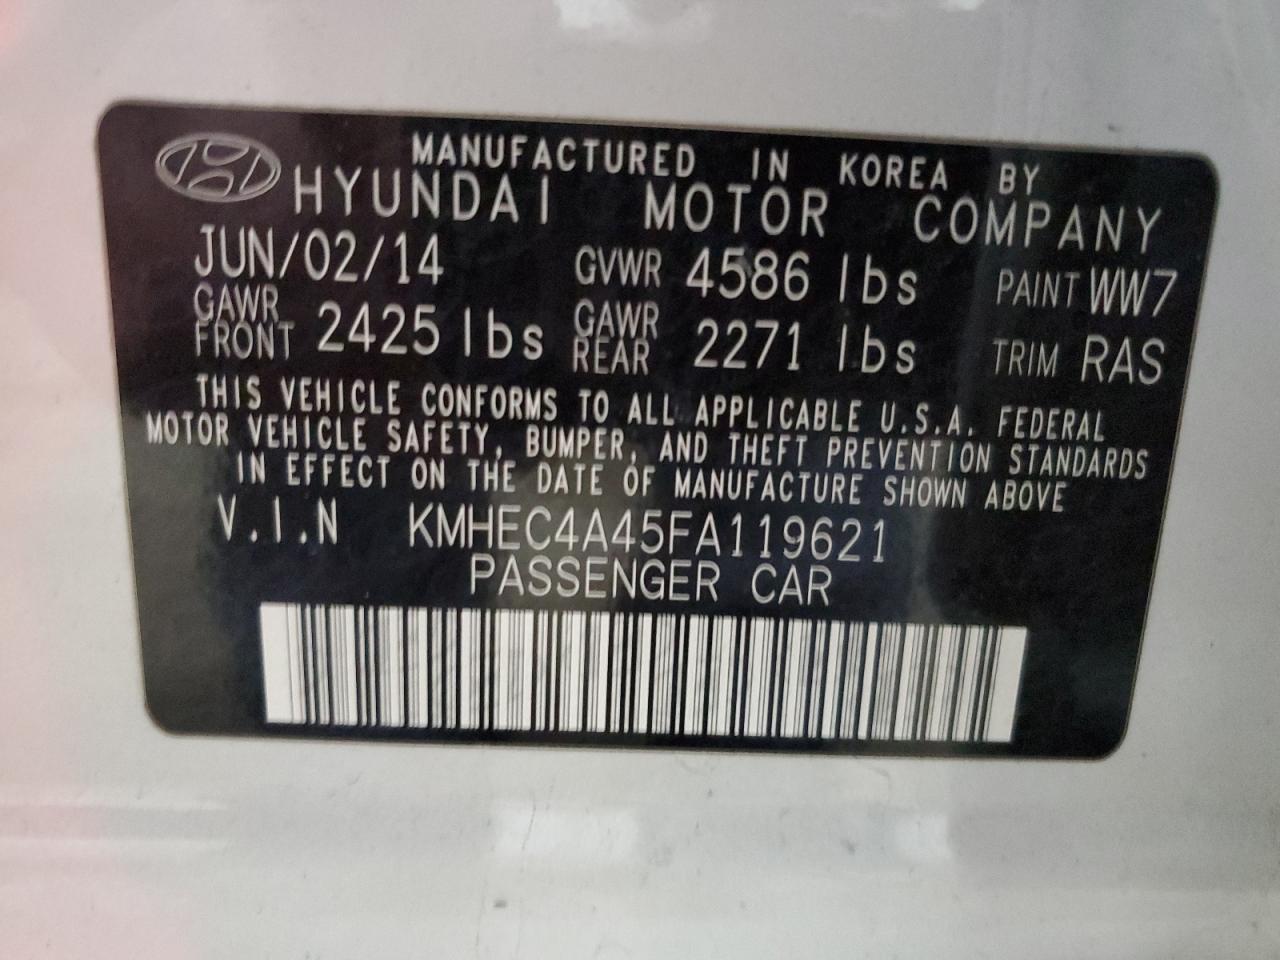 MANUFACTURED IN KOREA BY
HYUNDAI MOTOR COMPANY
JUN/02/14 GVWR 4586 lbs PAINT WW7
GAWR FRONT 2425 lbs GAWR REAR 2271 lbs TRIM RAS
THIS VEHICLE CONFORMS TO ALL APPLICABLE U.S.A. FEDERAL
MOTOR VEHICLE SAFETY, BUMPER, AND THEFT PREVENTION STANDARDS
IN EFFECT ON THE DATE OF MANUFACTURE SHOWN ABOVE
V.I.N KMHEC4A45FA119621
PASSENGER CAR